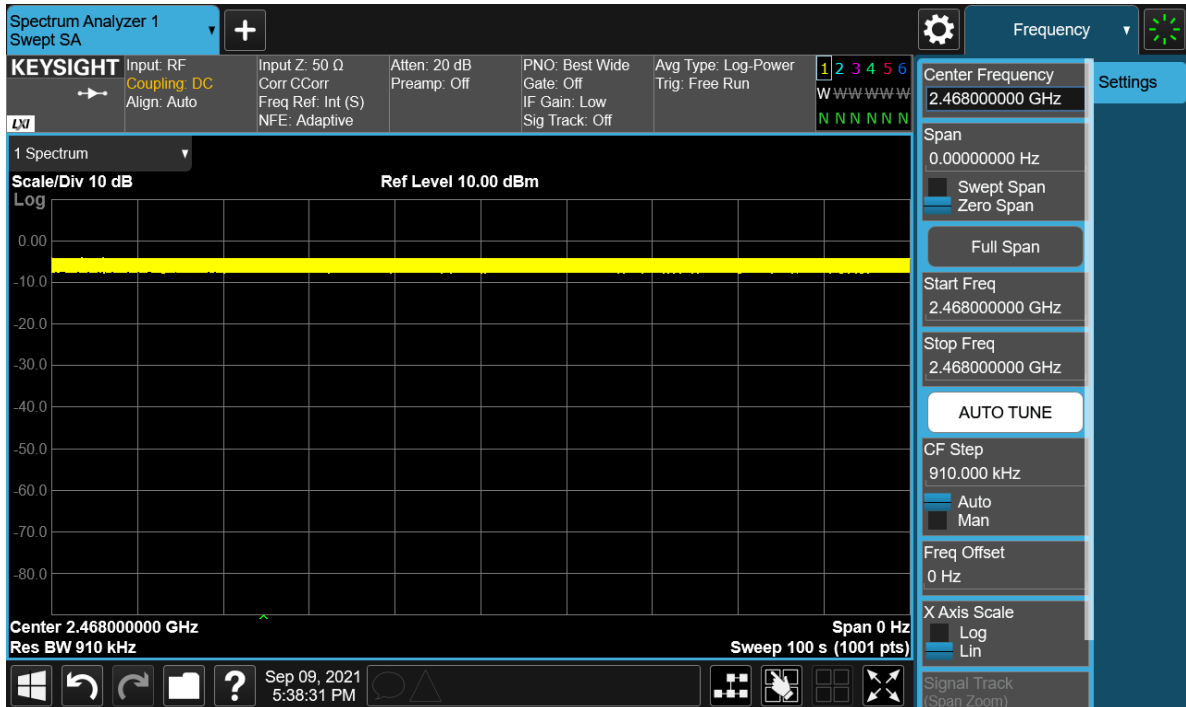 Spectrum Analyzer 1
Swept SA
+
Frequency
KEYSIGHT
LXI
Input: RF
Coupling: DC
Align: Auto
Input Z: 50 Ω
Corr CCorr
Freq Ref: Int (S)
NFE: Adaptive
Atten: 20 dB
Preamp: Off
PNO: Best Wide
Gate: Off
IF Gain: Low
Sig Track: Off
Avg Type: Log-Power
Trig: Free Run
1 2 3 4 5 6
W W W W W W
N N N N N N
1 Spectrum
Scale/Div 10 dB
Ref Level 10.00 dBm
Log
0.00
-10.0
-20.0
-30.0
-40.0
-50.0
-60.0
-70.0
-80.0
Center 2.468000000 GHz
Span 0 Hz
Res BW 910 kHz
Sweep 100 s (1001 pts)
Center Frequency
2.468000000 GHz
Span
0.00000000 Hz
Swept Span
Zero Span
Full Span
Start Freq
2.468000000 GHz
Stop Freq
2.468000000 GHz
AUTO TUNE
CF Step
910.000 kHz
Auto
Man
Freq Offset
0 Hz
X Axis Scale
Log
Lin
Signal Track
(Span Zoom)
Settings
?
Sep 09, 2021
5:38:31 PM